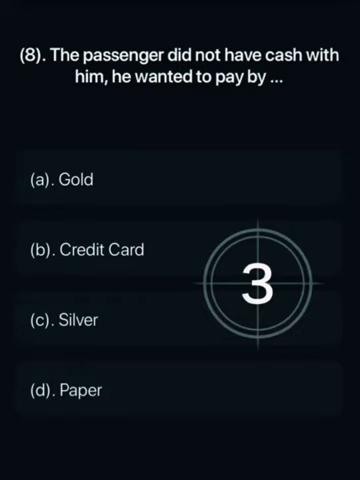 (8). The passenger did not have cash with
him, he wanted to pay by ...
(a). Gold
(b). Credit Card
3
(c). Silver
(d). Paper